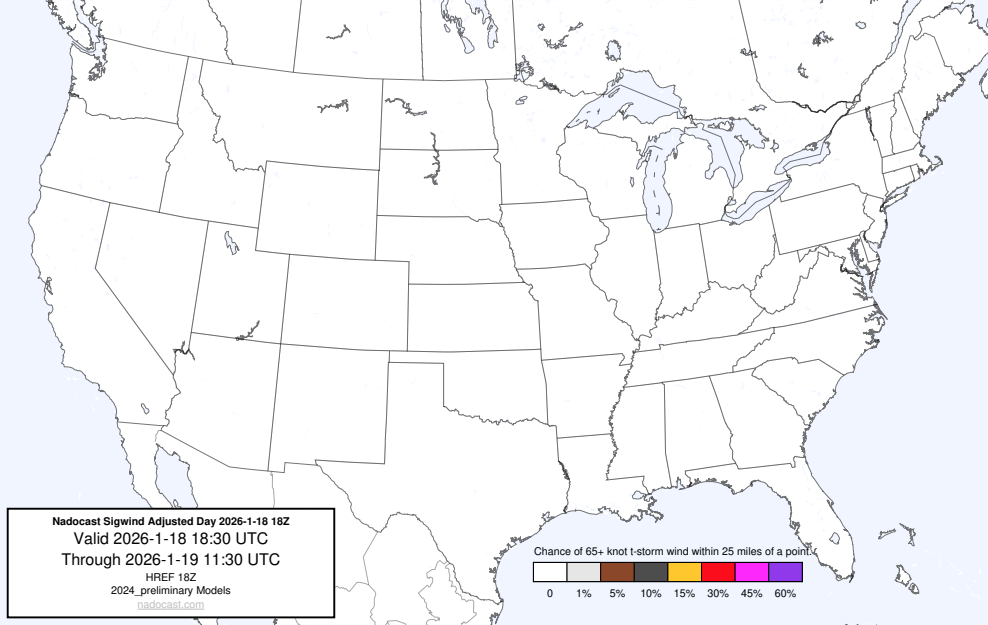 Nadocast Sigwind Adjusted Day 2026-1-18 18Z
Valid 2026-1-18 18:30 UTC
Through 2026-1-19 11:30 UTC
HREF 18Z
2024_preliminary Models
nadocast.com
Chance of 65+ knot t-storm wind within 25 miles of a point.
0 1% 5% 10% 15% 30% 45% 60%